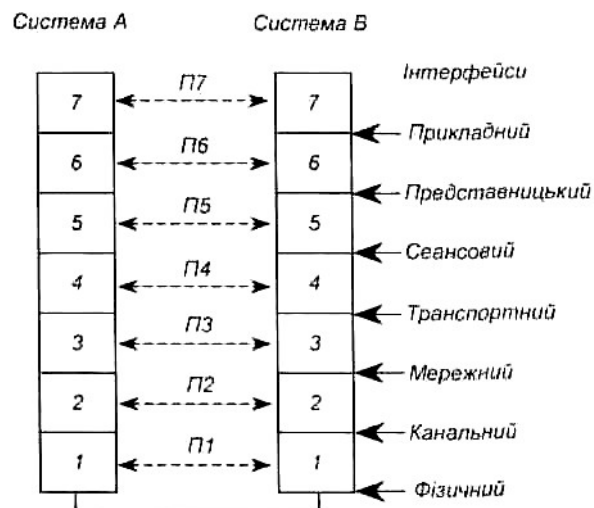 Система А Система В
Інтерфейси
7 П7 7
Прикладний
6 П6 6
Представницький
5 П5 5
Сеансовий
4 П4 4
Транспортний
3 П3 3
Мережний
2 П2 2
Канальний
1 П1 1
Фізичний